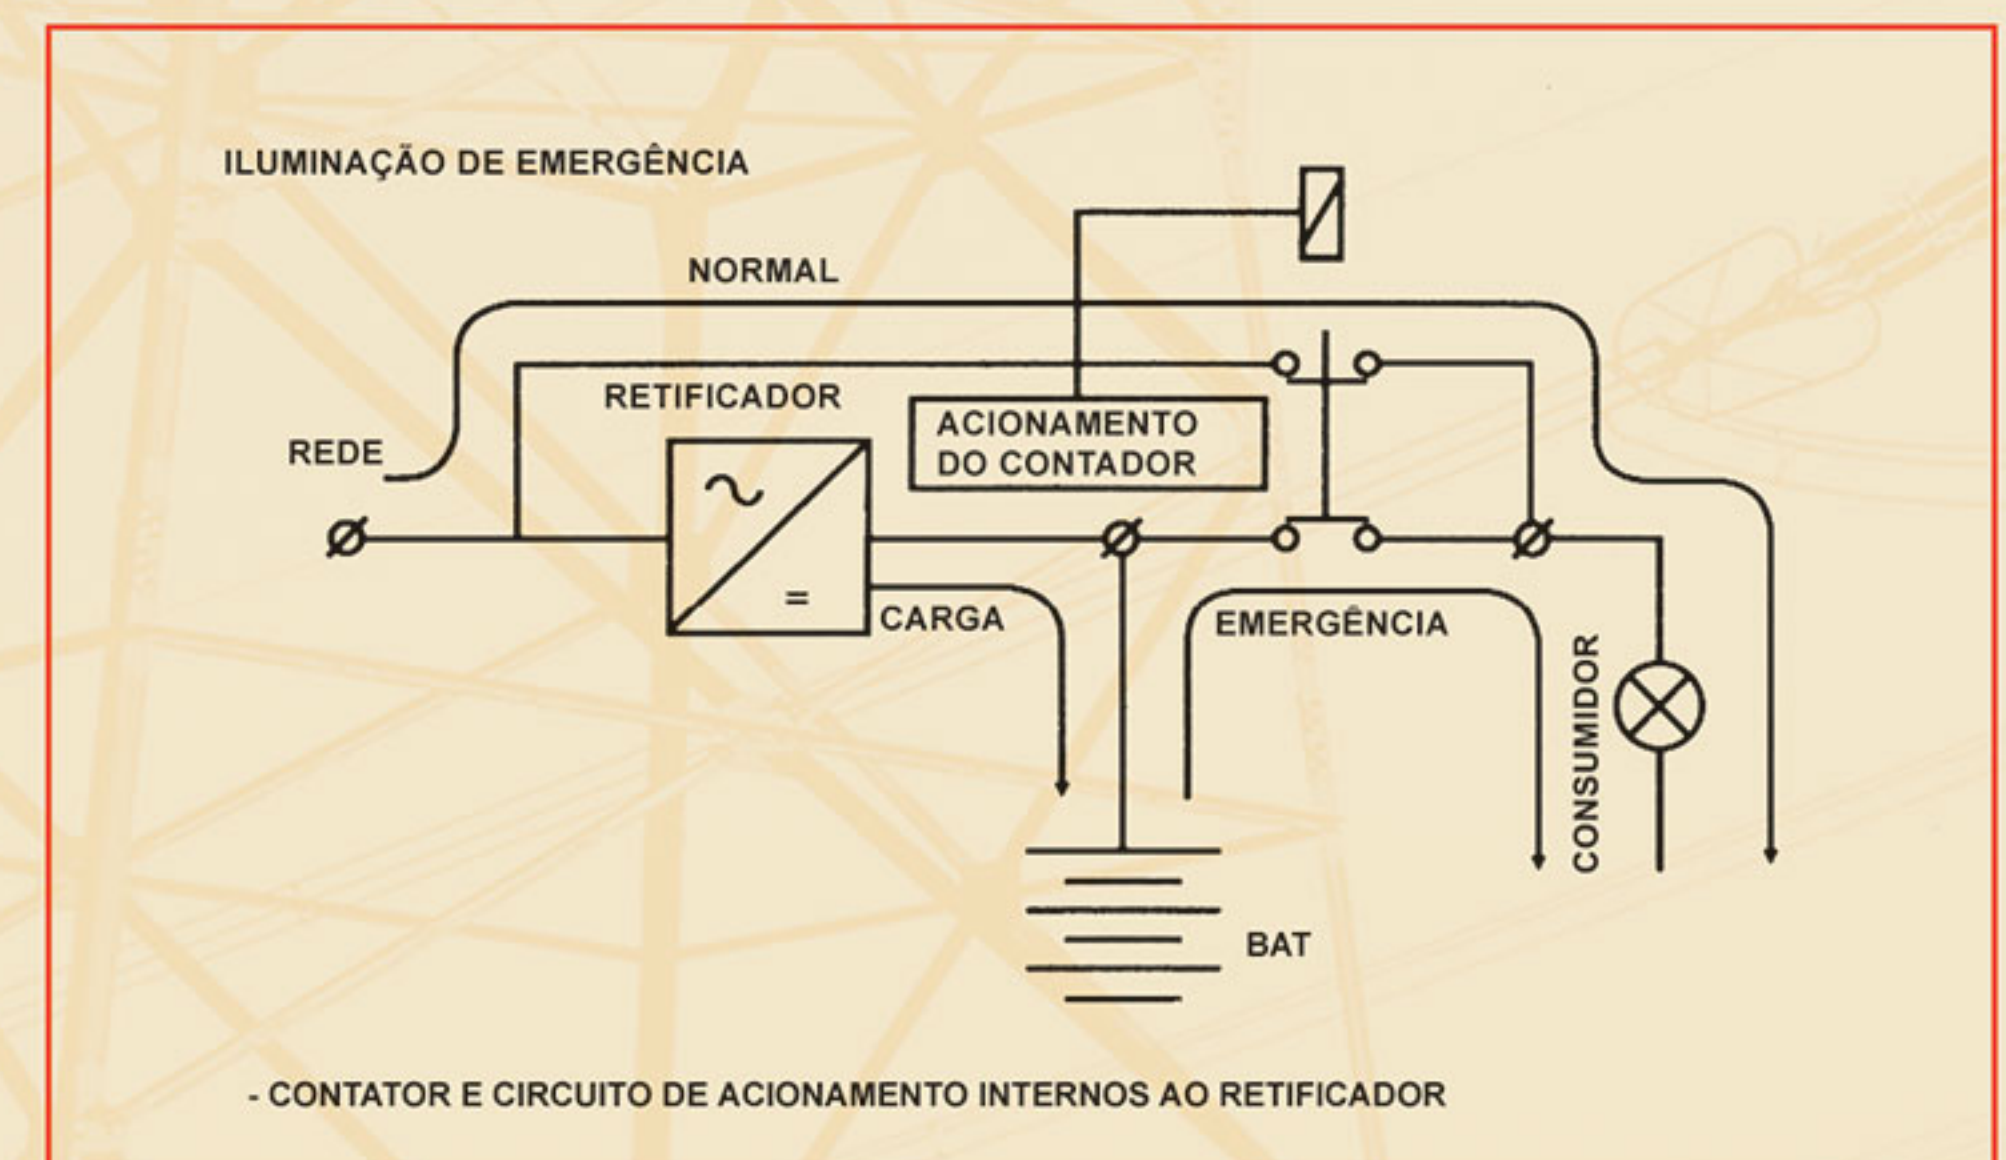 ILUMINAÇÃO DE EMERGÊNCIA
NORMAL
RETIFICADOR
REDE
ACIONAMENTO
DO CONTADOR
=
CARGA
EMERGÊNCIA
CONSUMIDOR
BAT
- CONTATOR E CIRCUITO DE ACIONAMENTO INTERNOS AO RETIFICADOR